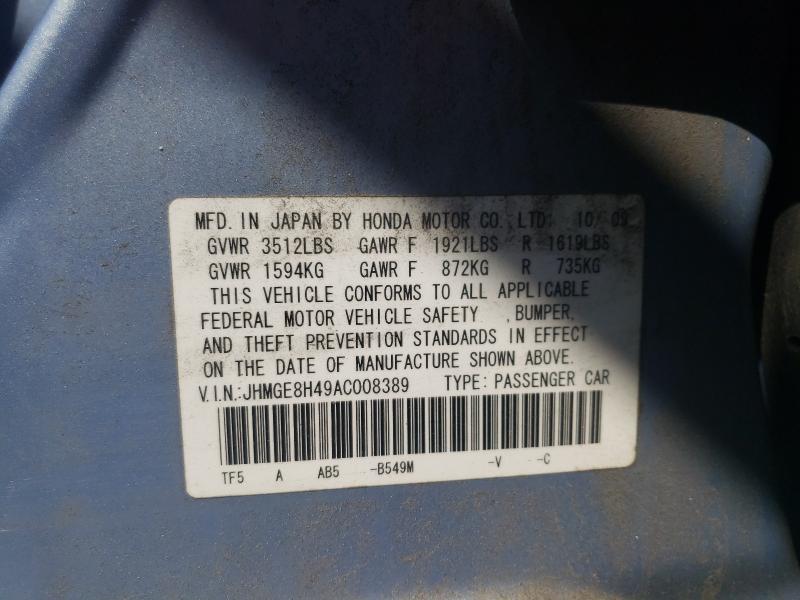 MFD. IN JAPAN BY HONDA MOTOR CO., LTD. 10/09
GVWR 3512LBS GAWR F 1921LBS R 1619LBS
GVWR 1594KG GAWR F 872KG R 735KG
THIS VEHICLE CONFORMS TO ALL APPLICABLE
FEDERAL MOTOR VEHICLE SAFETY , BUMPER,
AND THEFT PREVENTION STANDARDS IN EFFECT
ON THE DATE OF MANUFACTURE SHOWN ABOVE.
V.I.N.:JHMGE8H49AC008389 TYPE: PASSENGER CAR
TF5 A AB5 -B549M -V -C